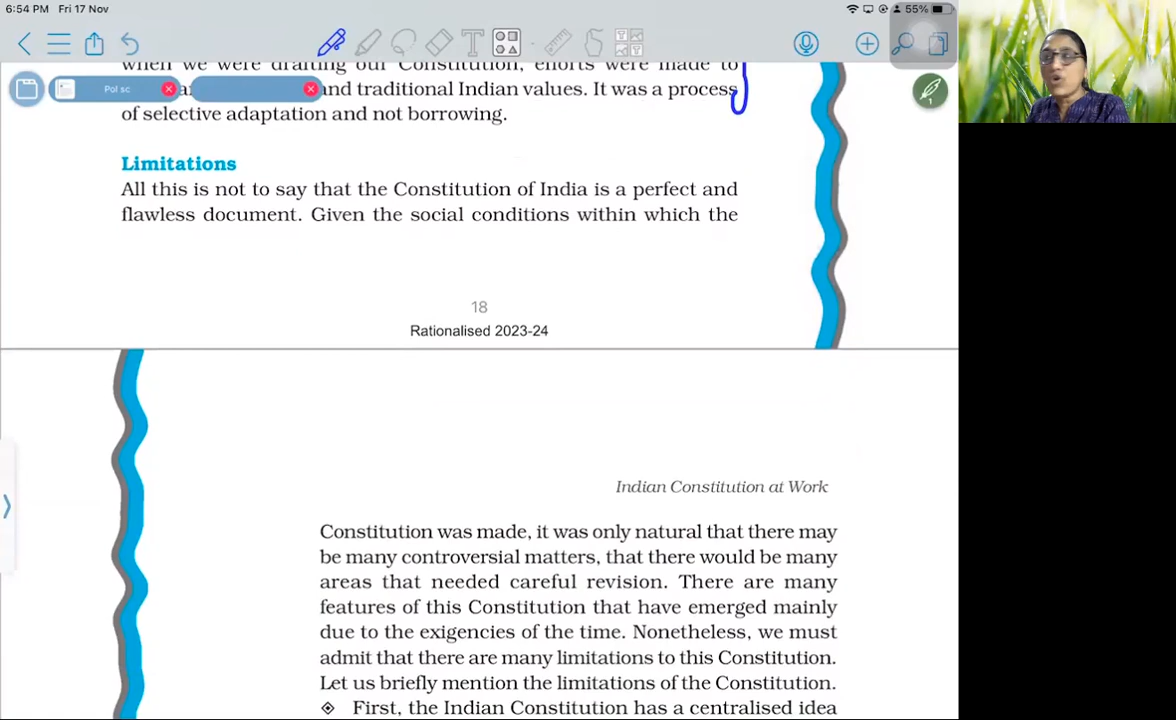 6:54 PM Fri 17 Nov
55%
when we were drafting our Constitution, efforts were made to
Pol sc
and traditional Indian values. It was a process
of selective adaptation and not borrowing.
Limitations
All this is not to say that the Constitution of India is a perfect and
flawless document. Given the social conditions within which the
18
Rationalised 2023-24
Indian Constitution at Work
Constitution was made, it was only natural that there may
be many controversial matters, that there would be many
areas that needed careful revision. There are many
features of this Constitution that have emerged mainly
due to the exigencies of the time. Nonetheless, we must
admit that there are many limitations to this Constitution.
Let us briefly mention the limitations of the Constitution.
First, the Indian Constitution has a centralised idea